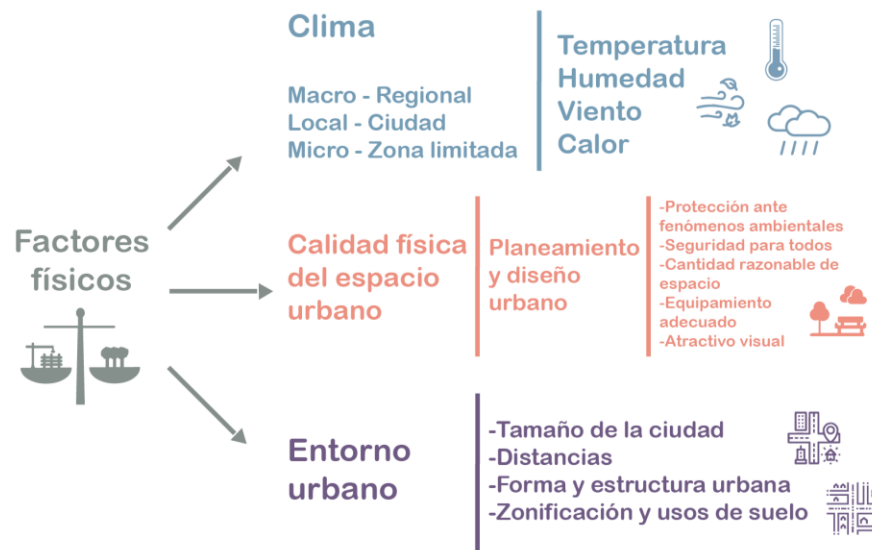 Factores
físicos
Clima
Macro - Regional
Local - Ciudad
Micro - Zona limitada
Temperatura
Humedad
Viento
Calor
Calidad física
del espacio
urbano
Planeamiento
y diseño
urbano
-Protección ante
fenómenos ambientales
-Seguridad para todos
-Cantidad razonable de
espacio
-Equipamiento
adecuado
-Atractivo visual
Entorno
urbano
-Tamaño de la ciudad
-Distancias
-Forma y estructura urbana
-Zonificación y usos de suelo